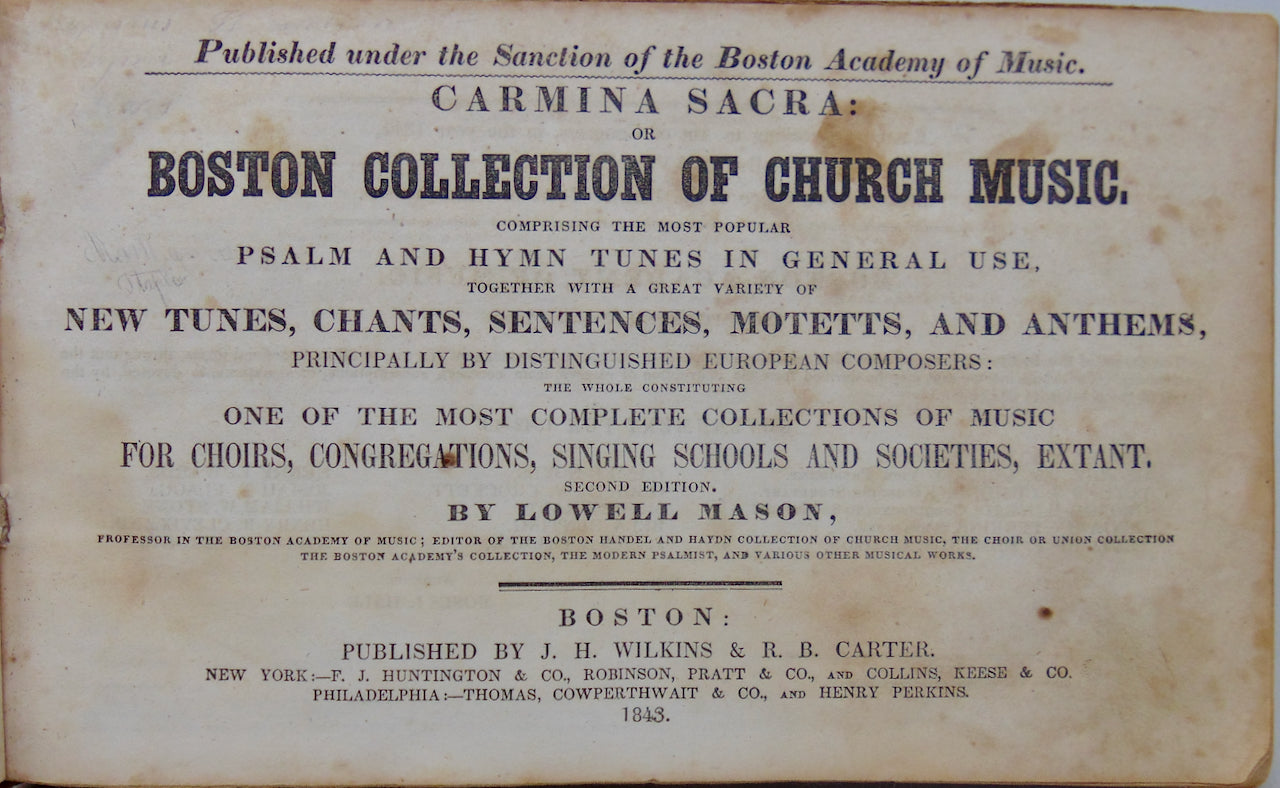 Published under the Sanction of the Boston Academy of Music.
CARMINA SACRA:
OR
BOSTON COLLECTION OF CHURCH MUSIC.
COMPRISING THE MOST POPULAR
PSALM AND HYMN TUNES IN GENERAL USE,
TOGETHER WITH A GREAT VARIETY OF
NEW TUNES, CHANTS, SENTENCES, MOTETTS, AND ANTHEMS,
PRINCIPALLY BY DISTINGUISHED EUROPEAN COMPOSERS:
THE WHOLE CONSTITUTING
ONE OF THE MOST COMPLETE COLLECTIONS OF MUSIC
FOR CHOIRS, CONGREGATIONS, SINGING SCHOOLS AND SOCIETIES, EXTANT.
SECOND EDITION.
BY LOWELL MASON,
PROFESSOR IN THE BOSTON ACADEMY OF MUSIC; EDITOR OF THE BOSTON HANDEL AND HAYDN COLLECTION OF CHURCH MUSIC, THE CHOIR OR UNION COLLECTION
THE BOSTON ACADEMY'S COLLECTION, THE MODERN PSALMIST, AND VARIOUS OTHER MUSICAL WORKS.
BOSTON:
PUBLISHED BY J. H. WILKINS & R. B. CARTER.
NEW YORK:—F. J. HUNTINGTON & CO., ROBINSON, PRATT & CO., AND COLLINS, KEESE & CO.
PHILADELPHIA:—THOMAS, COWPERTHWAIT & CO., AND HENRY PERKINS.
1843.